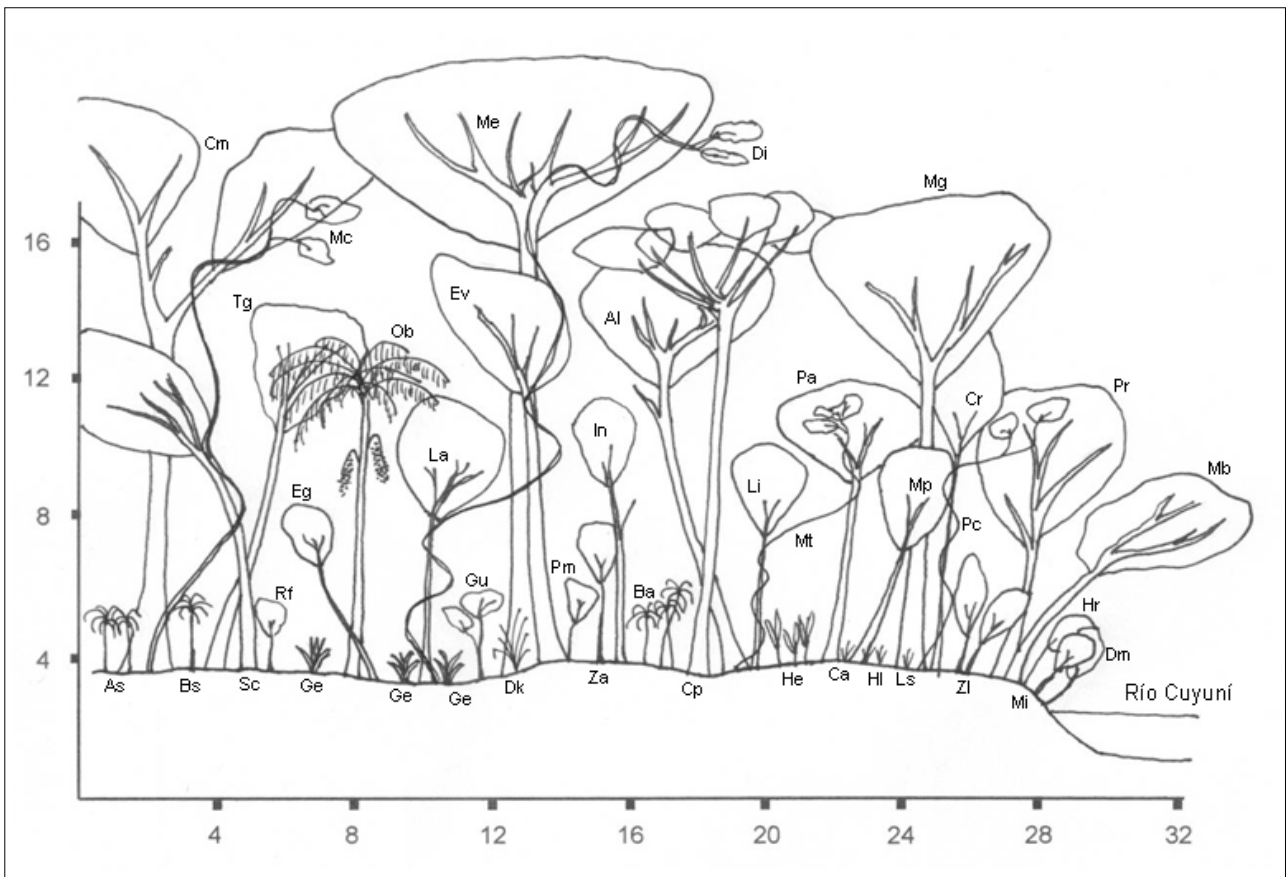 Me
Cm
Di
Mg
Mc
16
Tg
Ev
Ob
Al
12
Pa
Cr
Pr
In
La
Mb
Eg
Li
Mp
8
Pc
Mt
Gu
Pm
Rf
Ba
Hr
4
Dm
As
Bs
Sc
Ge
Ge
Ge
Dk
Za
Cp
He
Ca
Hl
Ls
Zl
Mi
Río Cuyuní
4
8
12
16
20
24
28
32